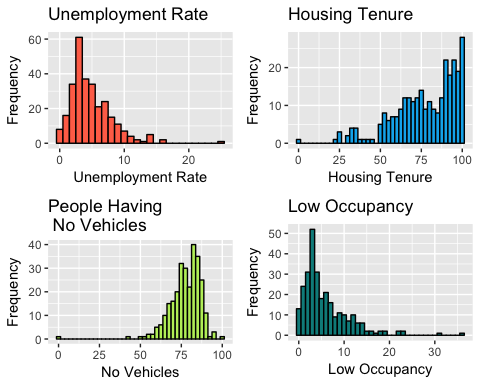 Unemployment Rate
Frequency
60
40
20
0
0 10 20
Unemployment Rate
Housing Tenure
Frequency
20
10
0
0 25 50 75 100
Housing Tenure
People Having
No Vehicles
Frequency
40
30
20
10
0
0 25 50 75 100
No Vehicles
Low Occupancy
Frequency
50
40
30
20
10
0
0 10 20 30
Low Occupancy